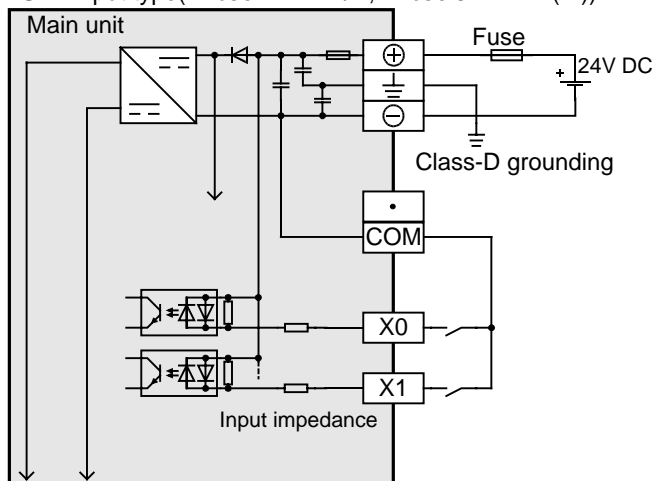 Main unit
Fuse
24V DC
Class-D grounding
COM
X0
X1
Input impedance